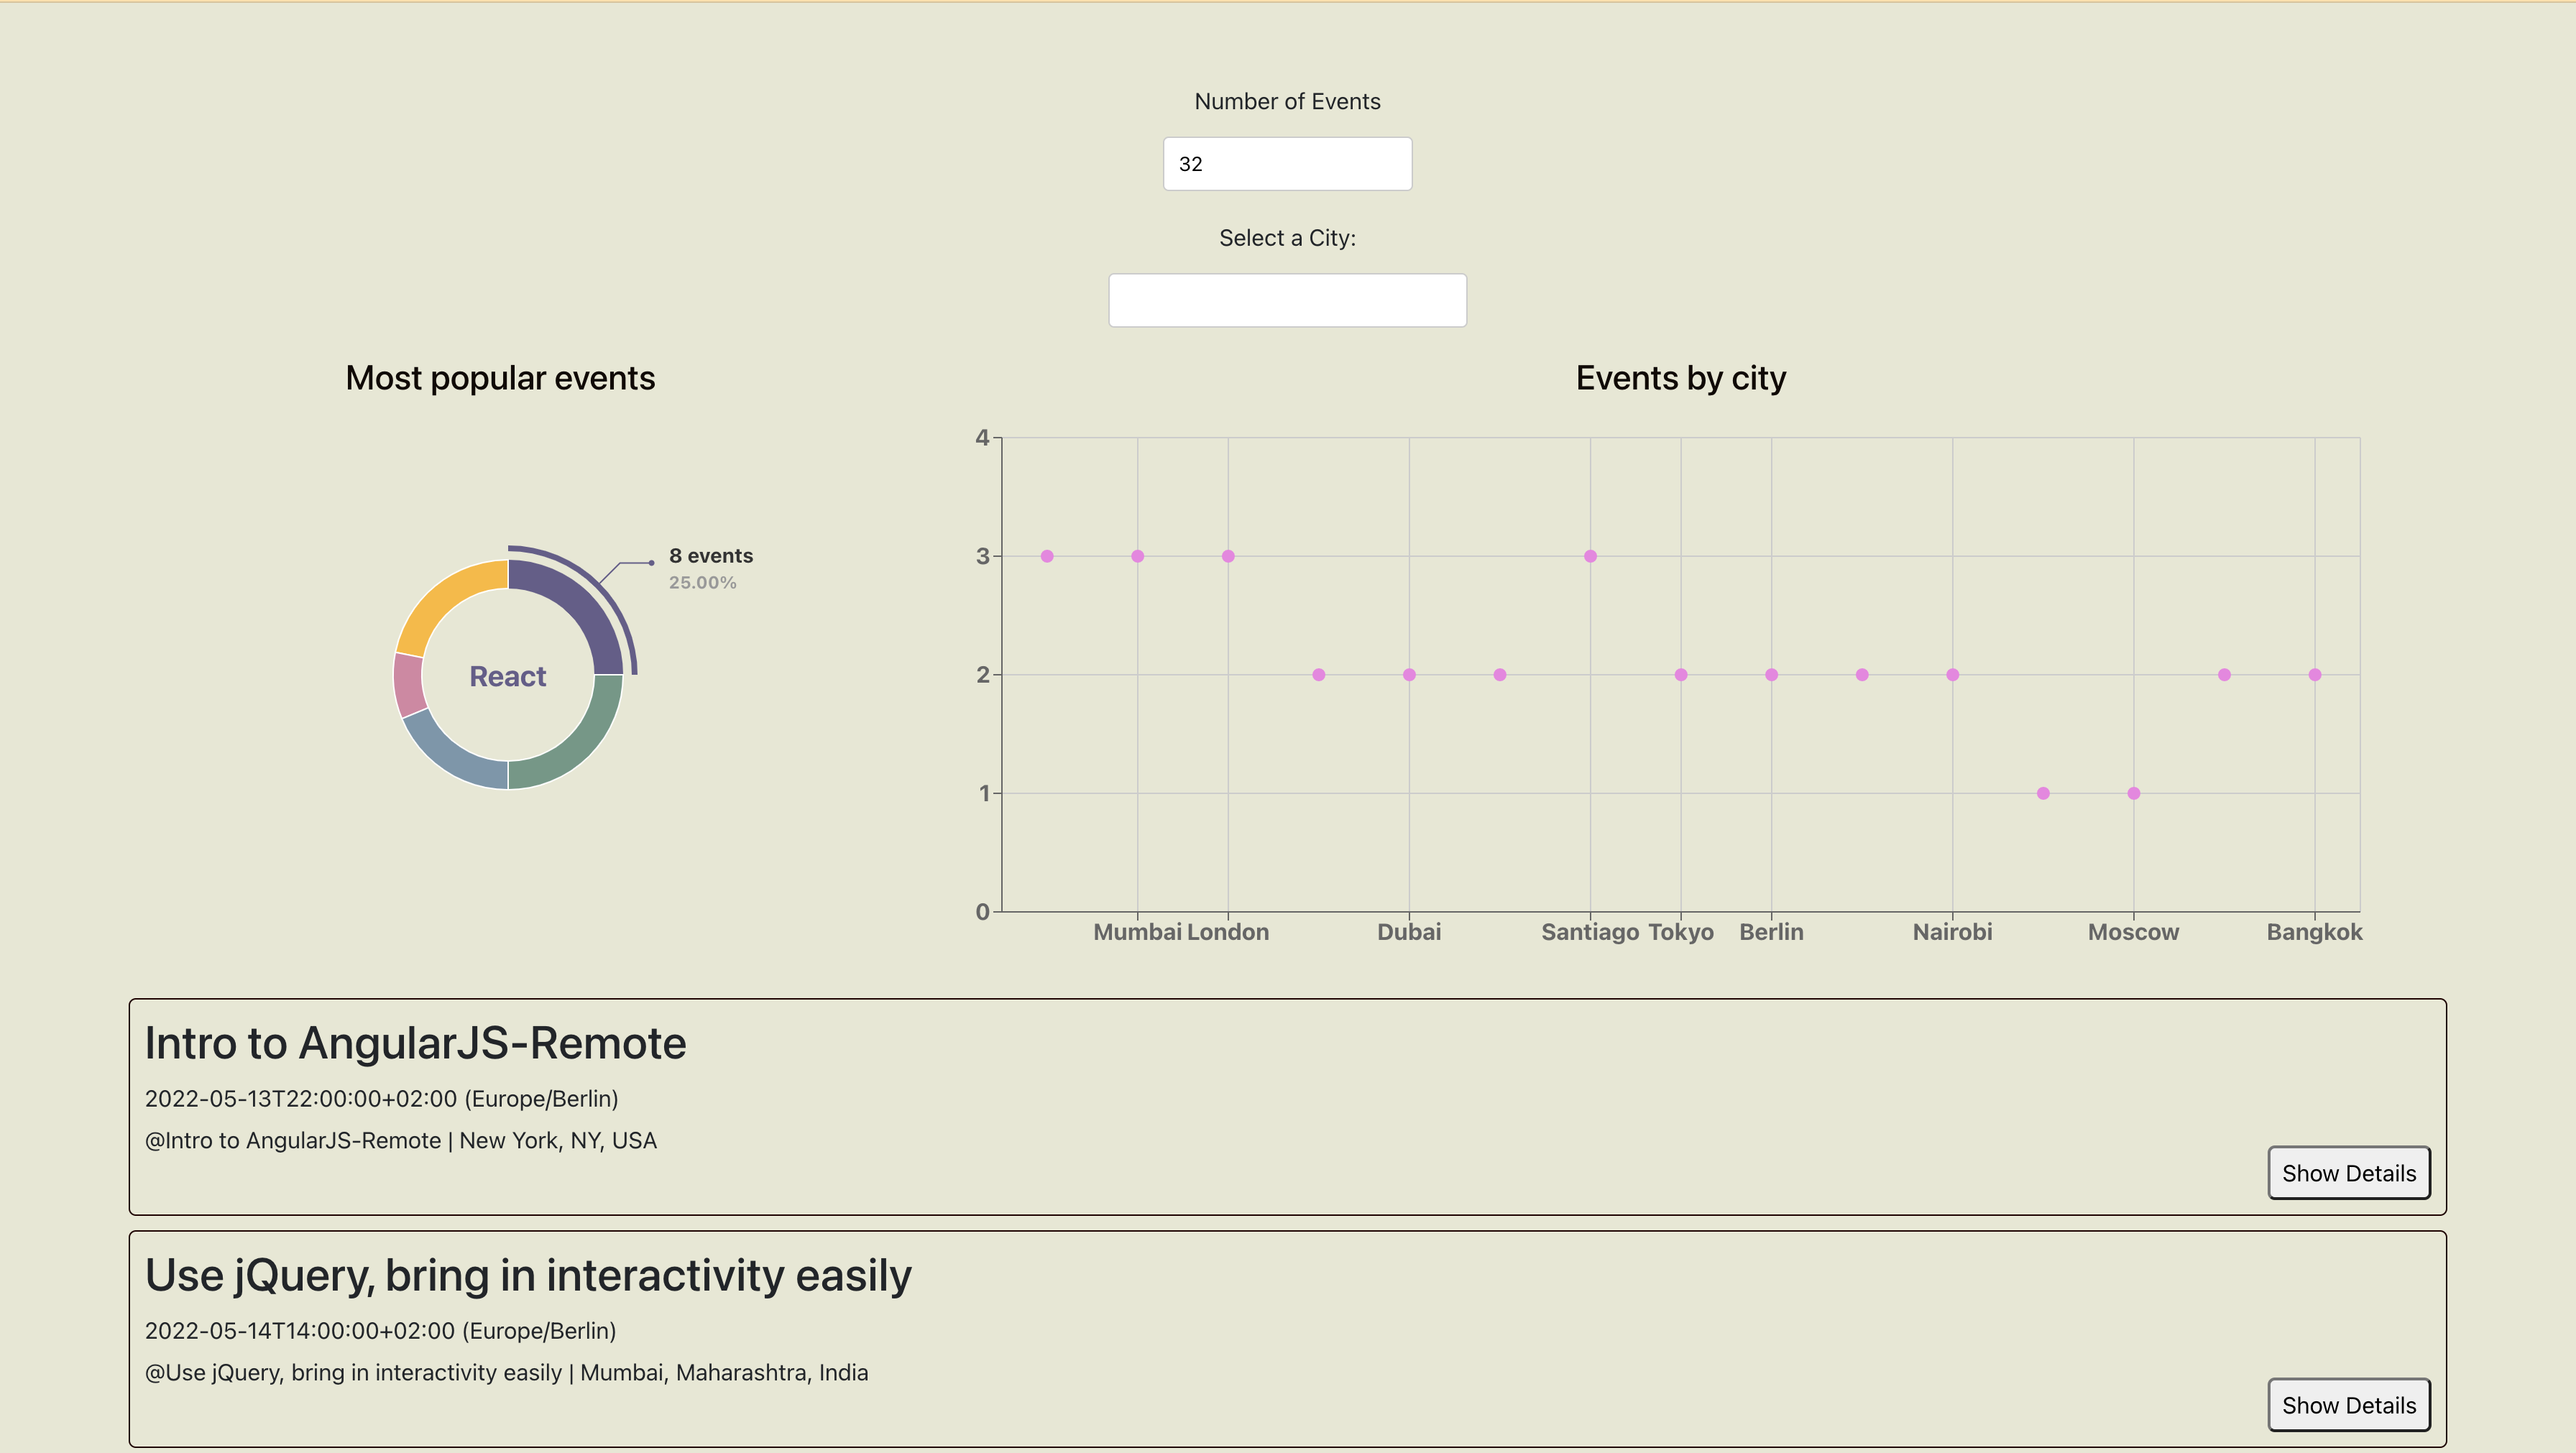 Number of Events
32
Select a City:
Most popular events
Events by city
8 events
25.00%
React
4
3
2
1
0
Mumbai London Dubai Santiago Tokyo Berlin Nairobi Moscow Bangkok
Intro to AngularJS-Remote
2022-05-13T22:00:00+02:00 (Europe/Berlin)
@Intro to AngularJS-Remote | New York, NY, USA
Show Details
Use jQuery, bring in interactivity easily
2022-05-14T14:00:00+02:00 (Europe/Berlin)
@Use jQuery, bring in interactivity easily | Mumbai, Maharashtra, India
Show Details